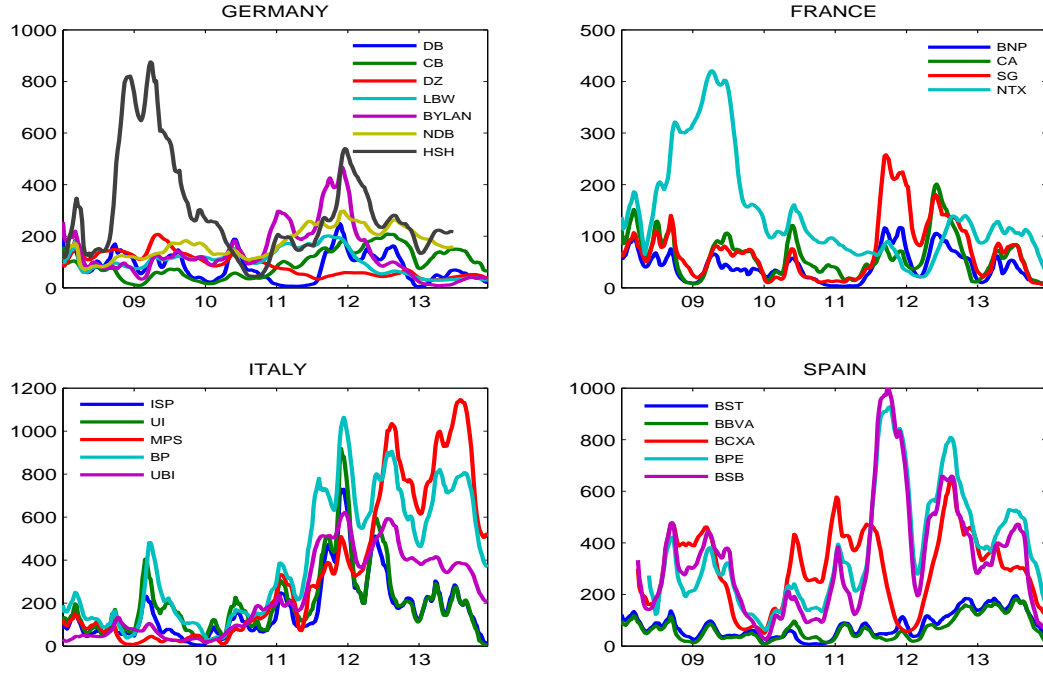 GERMANY
1000
800
600
400
200
0
09
10
11
12
13
DB
CB
DZ
LBW
BYLAN
NDB
HSH
FRANCE
500
400
300
200
100
0
09
10
11
12
13
BNP
CA
SG
NTX
ITALY
1200
1000
800
600
400
200
0
09
10
11
12
13
ISP
UI
MPS
BP
UBI
SPAIN
1000
800
600
400
200
0
09
10
11
12
13
BST
BBVA
BCXA
BPE
BSB